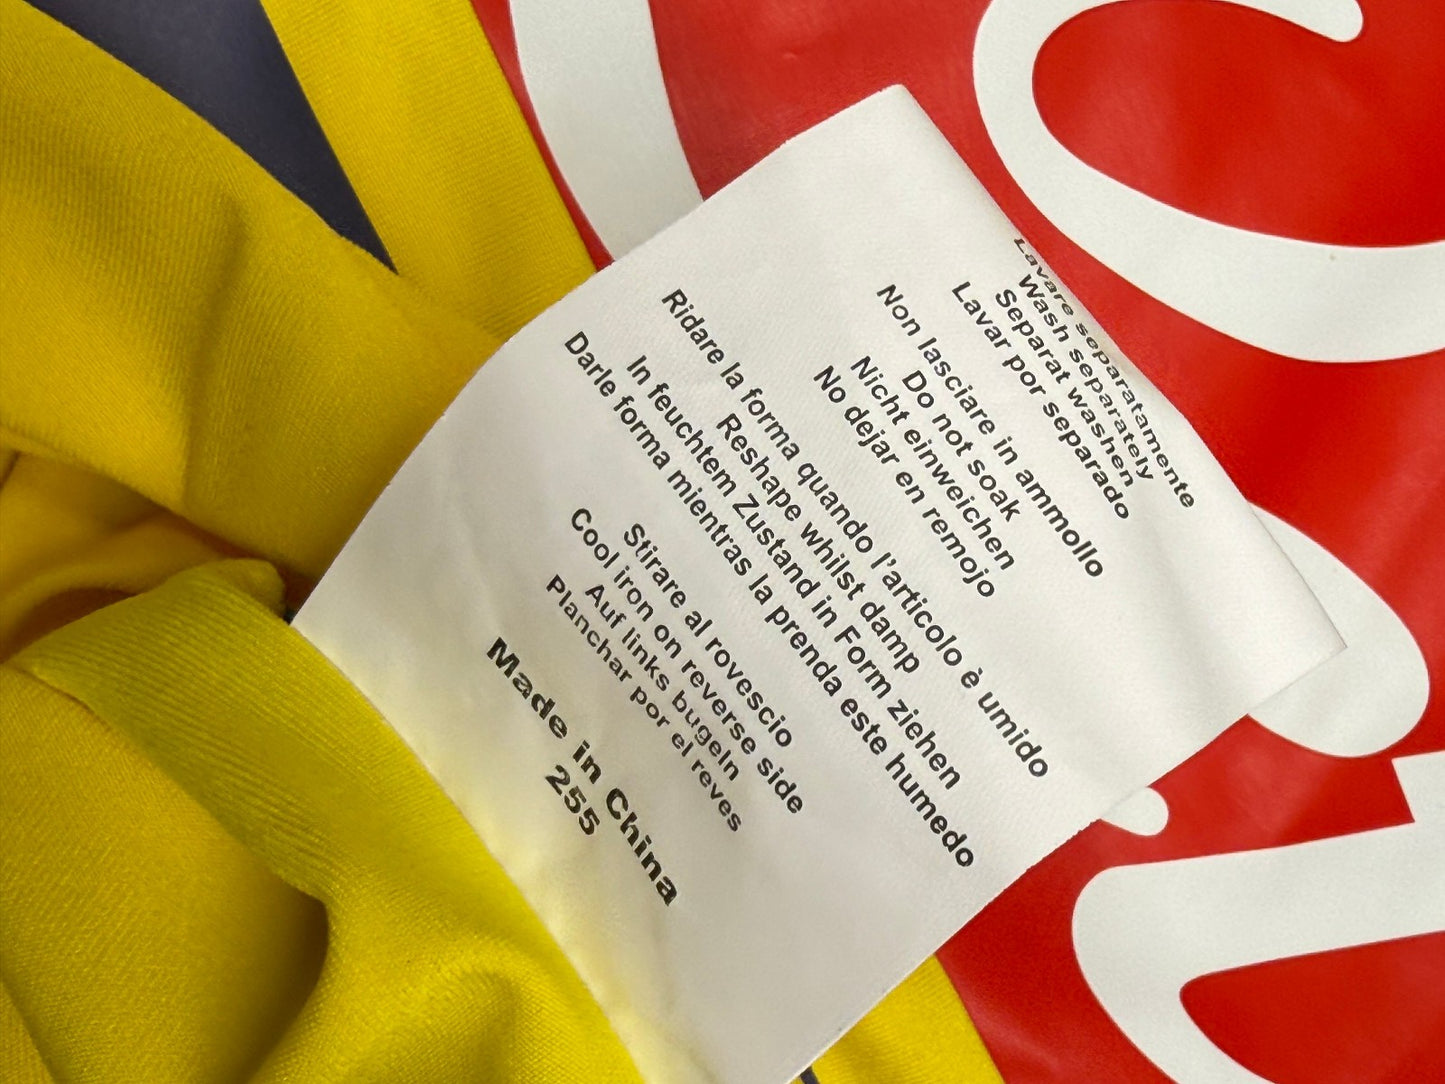 Lavare separatamente
Wash separately
Separat washen
Lavar por separado
Non lasciare in ammollo
Do not soak
Nicht einweichen
No dejar en remojo
Ridare la forma quando l'articolo è umido
Reshape whilst damp
In feuchtem Zustand in Form ziehen
Darle forma mientras la prenda este humedo
Stirare al rovescio
Cool iron on reverse side
Auf links bugeln
Planchar por el reves
Made in China
255